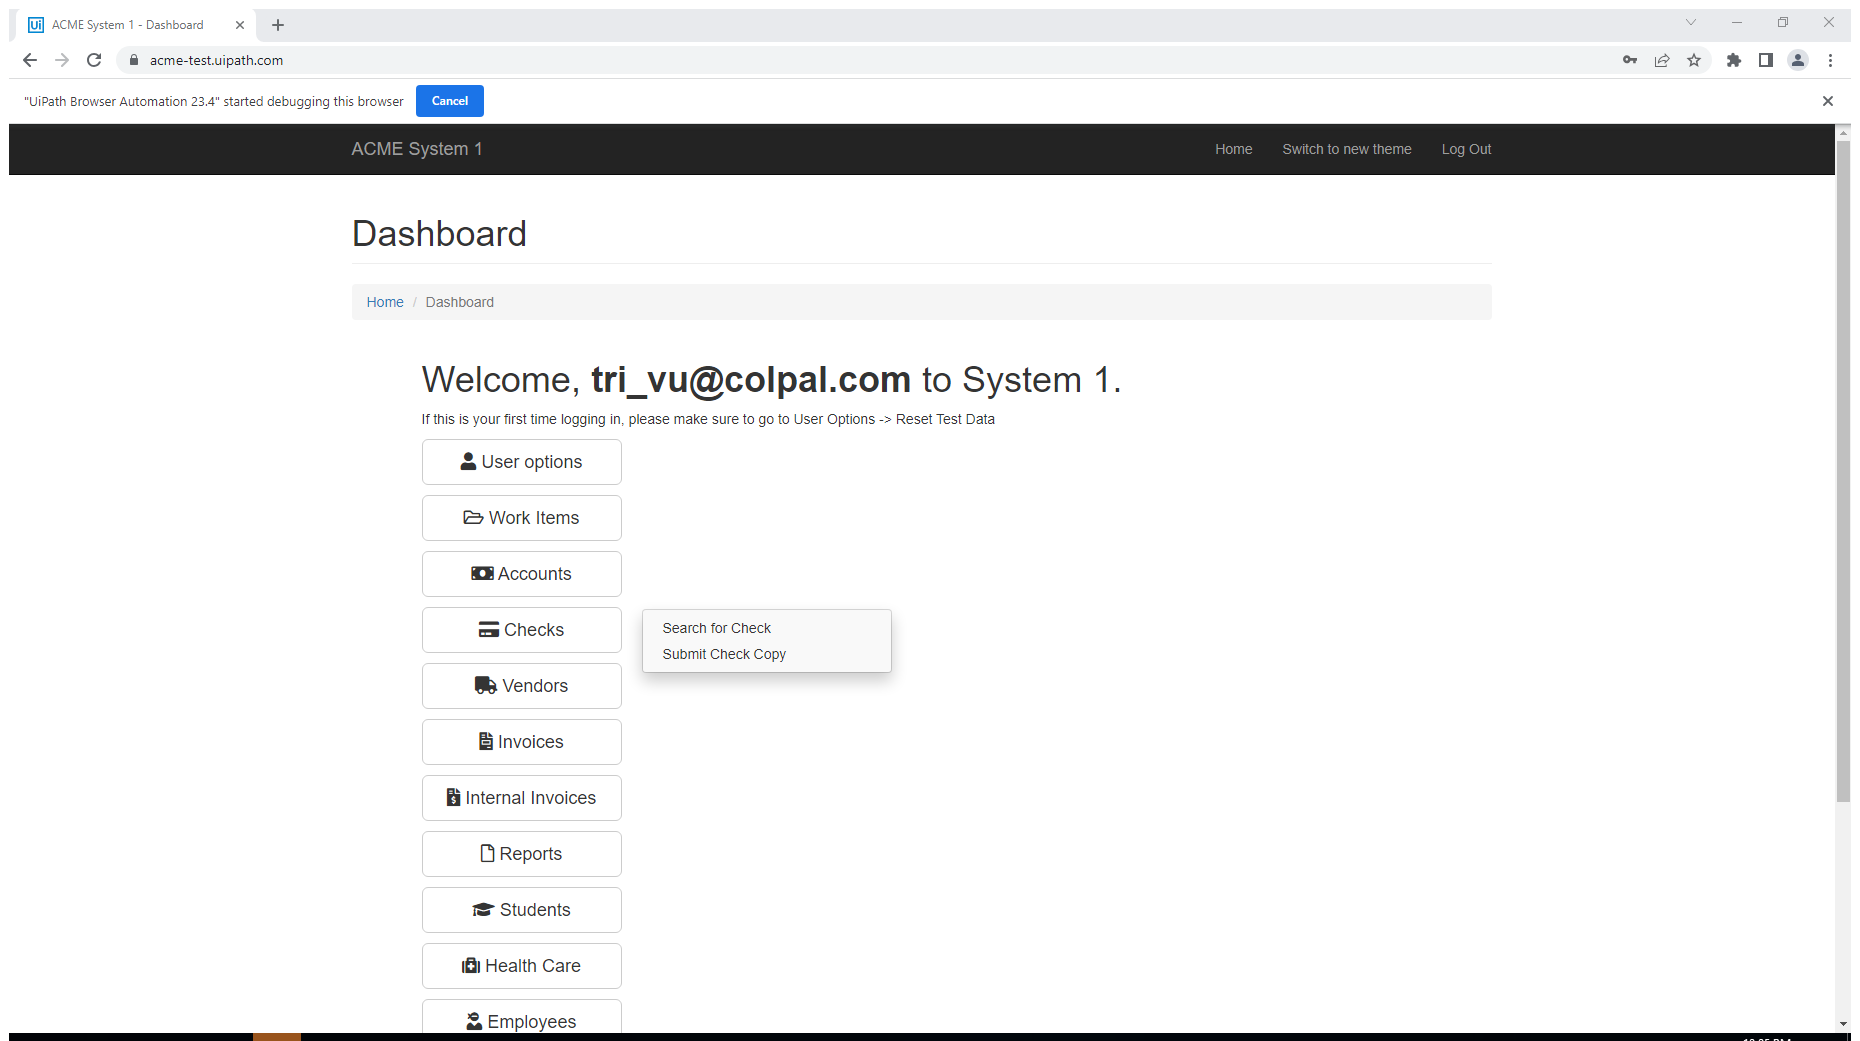 ACME System 1 - Dashboard
acme-test.uipath.com
"UiPath Browser Automation 23.4" started debugging this browser
Cancel
ACME System 1
Home
Switch to new theme
Log Out
Dashboard
Home / Dashboard
Welcome, tri_vu@colpal.com to System 1.
If this is your first time logging in, please make sure to go to User Options -> Reset Test Data
User options
Work Items
Accounts
Checks
Search for Check
Submit Check Copy
Vendors
Invoices
Internal Invoices
Reports
Students
Health Care
Employees